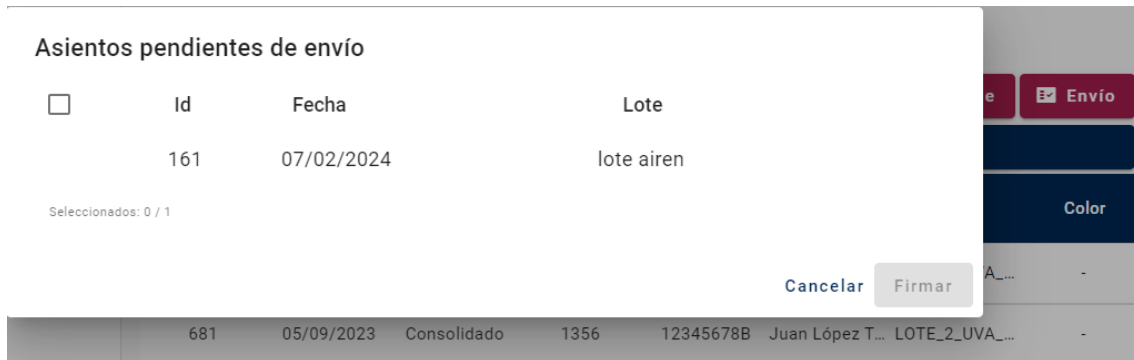 Asientos pendientes de envío
Id Fecha Lote
e Envío
161 07/02/2024 lote airen
Seleccionados: 0 / 1
Color
Cancelar Firmar
A_... -
681 05/09/2023 Consolidado 1356 12345678B Juan López T... LOTE_2_UVA_... -